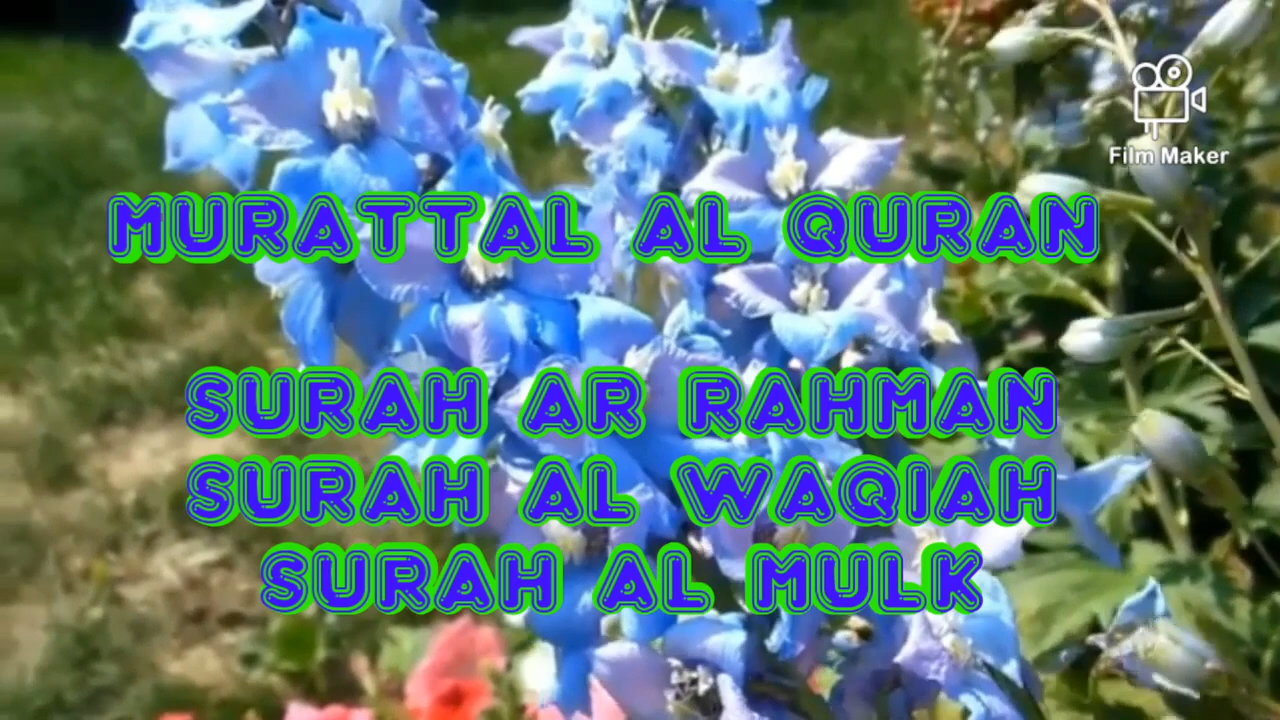 Film Maker
MURATTAL AL QURAN
SURAH AR RAHMAN
SURAH AL WAQIAH
SURAH AL MULK